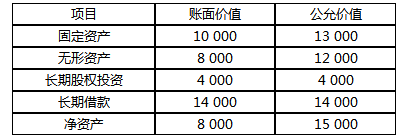 项目 账面价值 公允价值
固定资产 10 000 13 000
无形资产 8 000 12 000
长期股权投资 4 000 4 000
长期借款 14 000 14 000
净资产 8 000 15 000